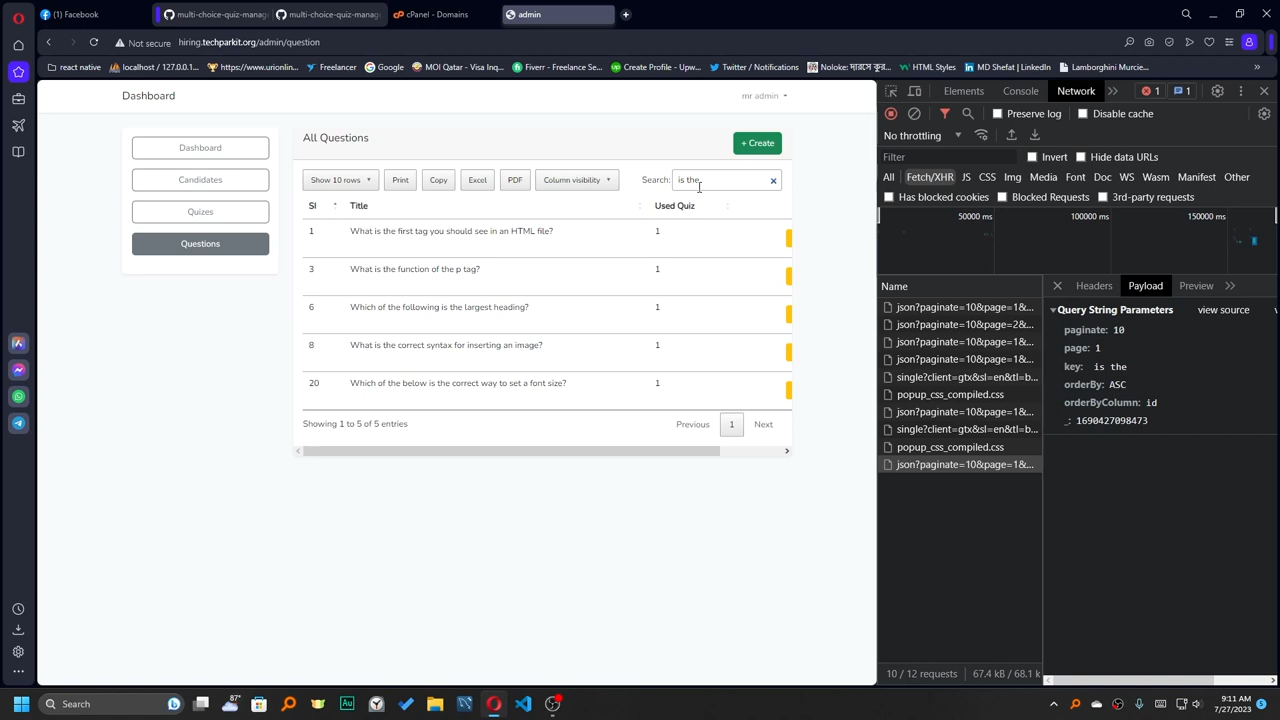 (1) Facebook
multi-choice-quiz-manage
multi-choice-quiz-manage
cPanel - Domains
admin
Not secure
hiring.techparkit.org/admin/question
react native
localhost / 127.0.0.1...
https://www.urionlin...
Freelancer
Google
MOI Qatar - Visa Inq...
Fiverr - Freelance Se...
Create Profile - Upw...
Twitter / Notifications
MD Shefat | LinkedIn
HTML Styles
Lamborghini Murcie...
Dashboard
mr admin
Dashboard
Candidates
Quizes
Questions
All Questions
+ Create
Show 10 rows
Print
Copy
Excel
PDF
Column visibility
Search:
is the
Sl
Title
Used Quiz
1
What is the first tag you should see in an HTML file?
1
3
What is the function of the p tag?
1
6
Which of the following is the largest heading?
1
8
What is the correct syntax for inserting an image?
1
20
Which of the below is the correct way to set a font size?
1
Showing 1 to 5 of 5 entries
Previous
1
Next
Elements
Console
Network
1
1
Preserve log
Disable cache
No throttling
Filter
Invert
Hide data URLs
All
Fetch/XHR
JS
CSS
Img
Media
Font
Doc
WS
Wasm
Manifest
Other
Has blocked cookies
Blocked Requests
3rd-party requests
50000 ms
100000 ms
150000 ms
Name
json?paginate=10&page=1&...
json?paginate=10&page=2&...
json?paginate=10&page=1&...
json?paginate=10&page=1&...
single?client=gtx&sl=en&tl=b...
popup_css_compiled.css
json?paginate=10&page=1&...
single?client=gtx&sl=en&tl=b...
popup_css_compiled.css
json?paginate=10&page=1&...
Headers
Payload
Preview
Query String Parameters
view source
paginate: 10
page: 1
key: is the
orderBy: ASC
orderByColumn: id
_: 1690427098473
10 / 12 requests
67.4 kB / 68.1 k
Search
87°
9:11 AM
7/27/2023